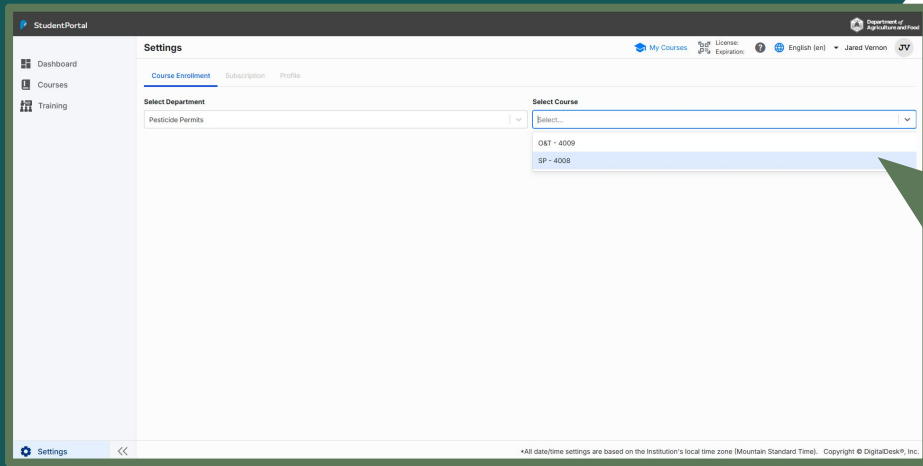 StudentPortal
Department of
Agriculture and Food
Settings
My Courses
License:
Expiration:
?
English (en)
Jared Vernon
JV
Dashboard
Courses
Training
Course Enrollment
Subscription
Profile
Select Department
Select Course
Pesticide Permits
Select...
O&T - 4009
SP - 4008
Settings
*All date/time settings are based on the Institution's local time zone (Mountain Standard Time). Copyright © DigitalDesk®, Inc